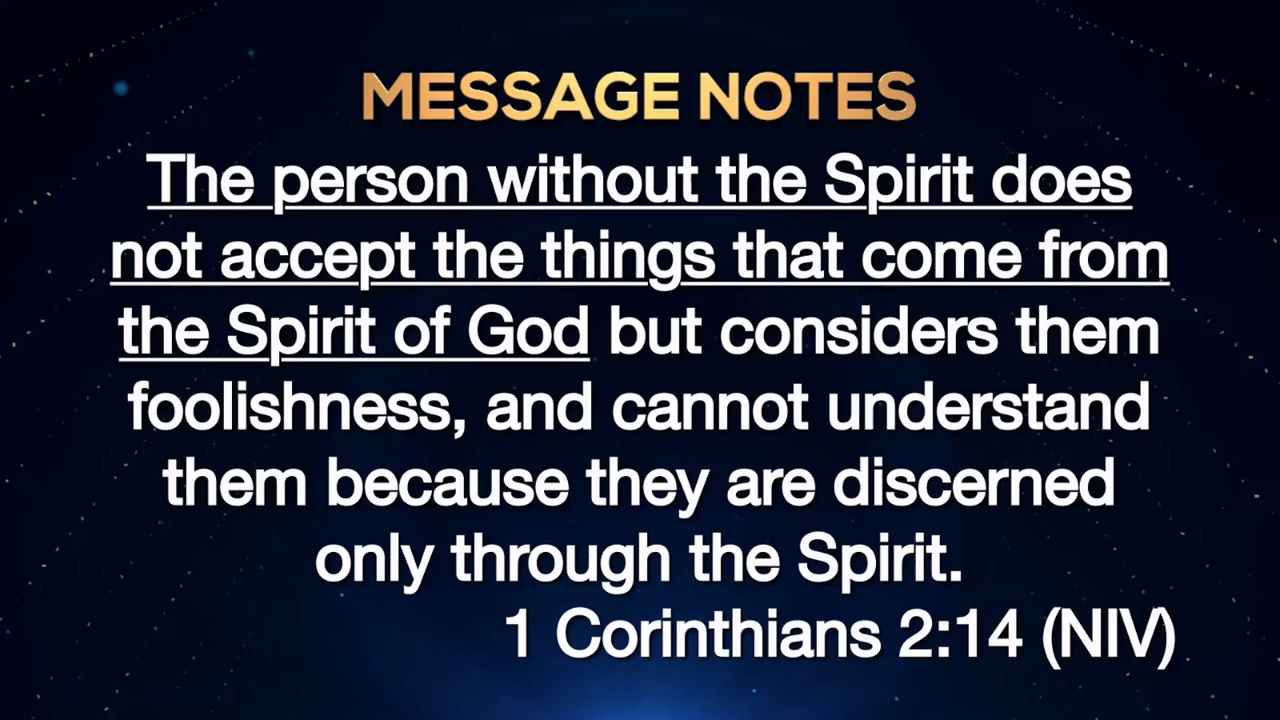 MESSAGE NOTES
The person without the Spirit does
not accept the things that come from
the Spirit of God but considers them
foolishness, and cannot understand
them because they are discerned
only through the Spirit.
1 Corinthians 2:14 (NIV)